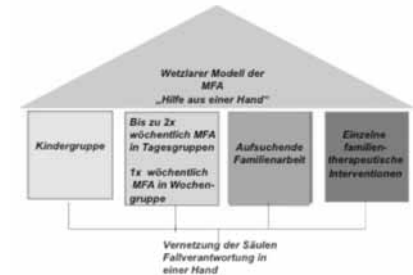 Wetzlarer Modell der
MFA
„Hilfe aus einer Hand"
Kindergruppe
Bis zu 2x
wöchentlich MFA
in Tagesgruppen
1x wöchentlich
MFA in Wochen-
gruppe
Aufsuchende
Familienarbeit
Einzelne
familien-
therapeutische
Interventionen
Vernetzung der Säulen
Fallverantwortung in
einer Hand